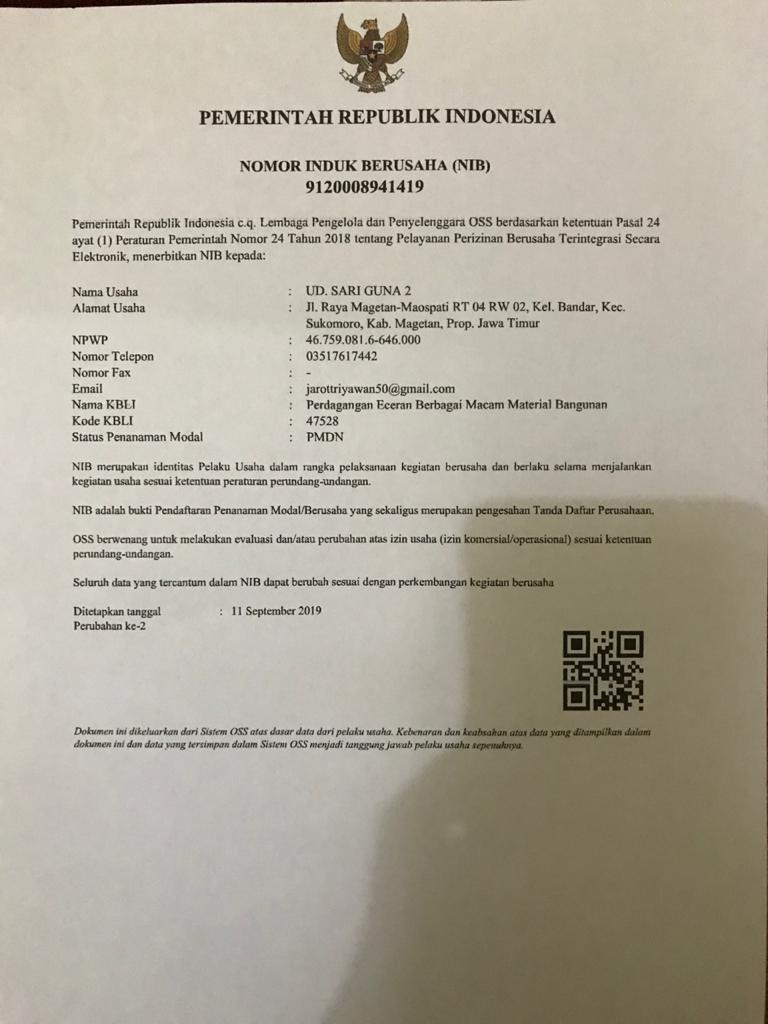 PEMERINTAH REPUBLIK INDONESIA
NOMOR INDUK BERUSAHA (NIB)
9120008941419
Pemerintah Republik Indonesia c.q. Lembaga Pengelola dan Penyelenggara OSS berdasarkan ketentuan Pasal 24
ayat (1) Peraturan Pemerintah Nomor 24 Tahun 2018 tentang Pelayanan Perizinan Berusaha Terintegrasi Secara
Elektronik, menerbitkan NIB kepada:
Nama Usaha : UD. SARI GUNA 2
Alamat Usaha : Jl. Raya Magetan-Maospati RT 04 RW 02, Kel. Bandar, Kec.
Sukomoro, Kab. Magetan, Prop. Jawa Timur
NPWP : 46.759.081.6-646.000
Nomor Telepon : 03517617442
Nomor Fax : -
Email : jarottriyawan50@gmail.com
Nama KBLI : Perdagangan Eceran Berbagai Macam Material Bangunan
Kode KBLI : 47528
Status Penanaman Modal : PMDN
NIB merupakan identitas Pelaku Usaha dalam rangka pelaksanaan kegiatan berusaha dan berlaku selama menjalankan
kegiatan usaha sesuai ketentuan peraturan perundang-undangan.
NIB adalah bukti Pendaftaran Penanaman Modal/Berusaha yang sekaligus merupakan pengesahan Tanda Daftar Perusahaan.
OSS berwenang untuk melakukan evaluasi dan/atau perubahan atas izin usaha (izin komersial/operasional) sesuai ketentuan
perundang-undangan.
Seluruh data yang tercantum dalam NIB dapat berubah sesuai dengan perkembangan kegiatan berusaha
Ditetapkan tanggal : 11 September 2019
Perubahan ke-2
Dokumen ini dikeluarkan dari Sistem OSS atas dasar data dari pelaku usaha. Kebenaran dan keabsahan atas data yang ditampilkan dalam
dokumen ini dan data yang tersimpan dalam Sistem OSS menjadi tanggung jawab pelaku usaha sepenuhnya.